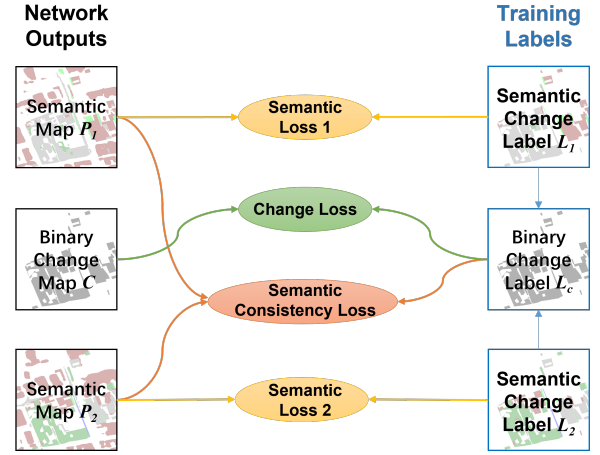 Network
Outputs
Training
Labels
Semantic
Map P1
Semantic
Loss 1
Semantic
Change
Label L1
Binary
Change
Map C
Change Loss
Binary
Change
Label Lc
Semantic
Consistency Loss
Semantic
Map P2
Semantic
Loss 2
Semantic
Change
Label L2